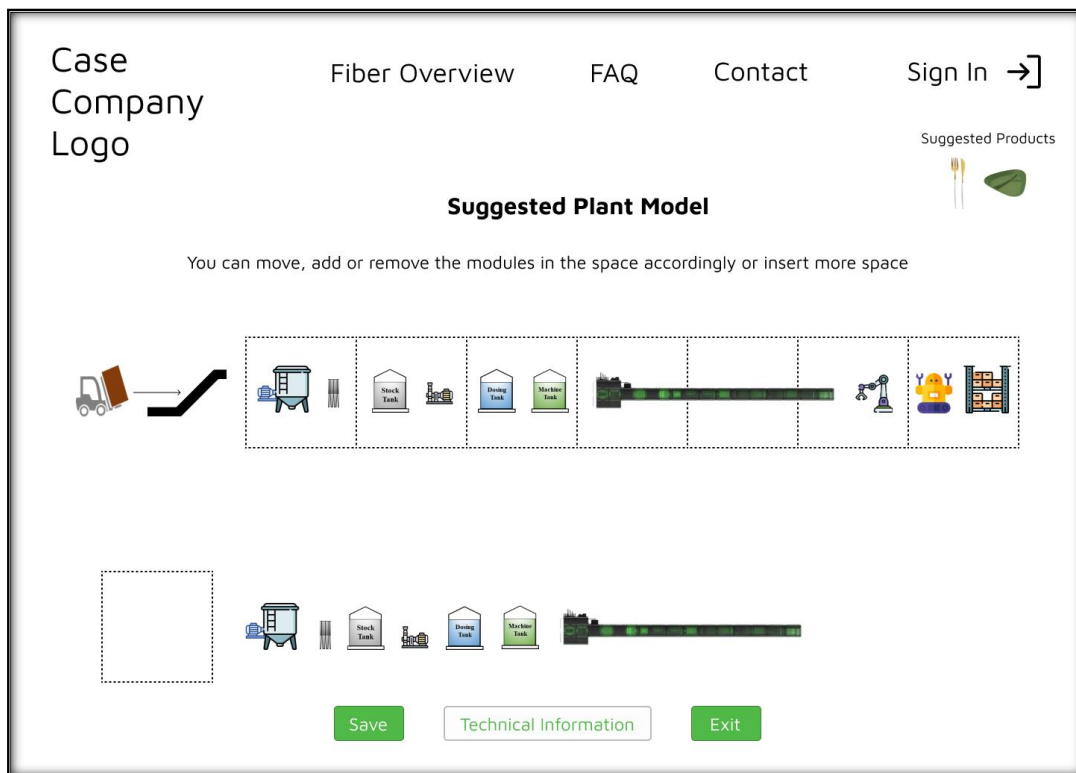 Case
Company
Logo
Fiber Overview
FAQ
Contact
Sign In
Suggested Products
Suggested Plant Model
You can move, add or remove the modules in the space accordingly or insert more space
Stock
Tank
Dosing
Tank
Machine
Tank
Stock
Tank
Dosing
Tank
Machine
Tank
Save
Technical Information
Exit